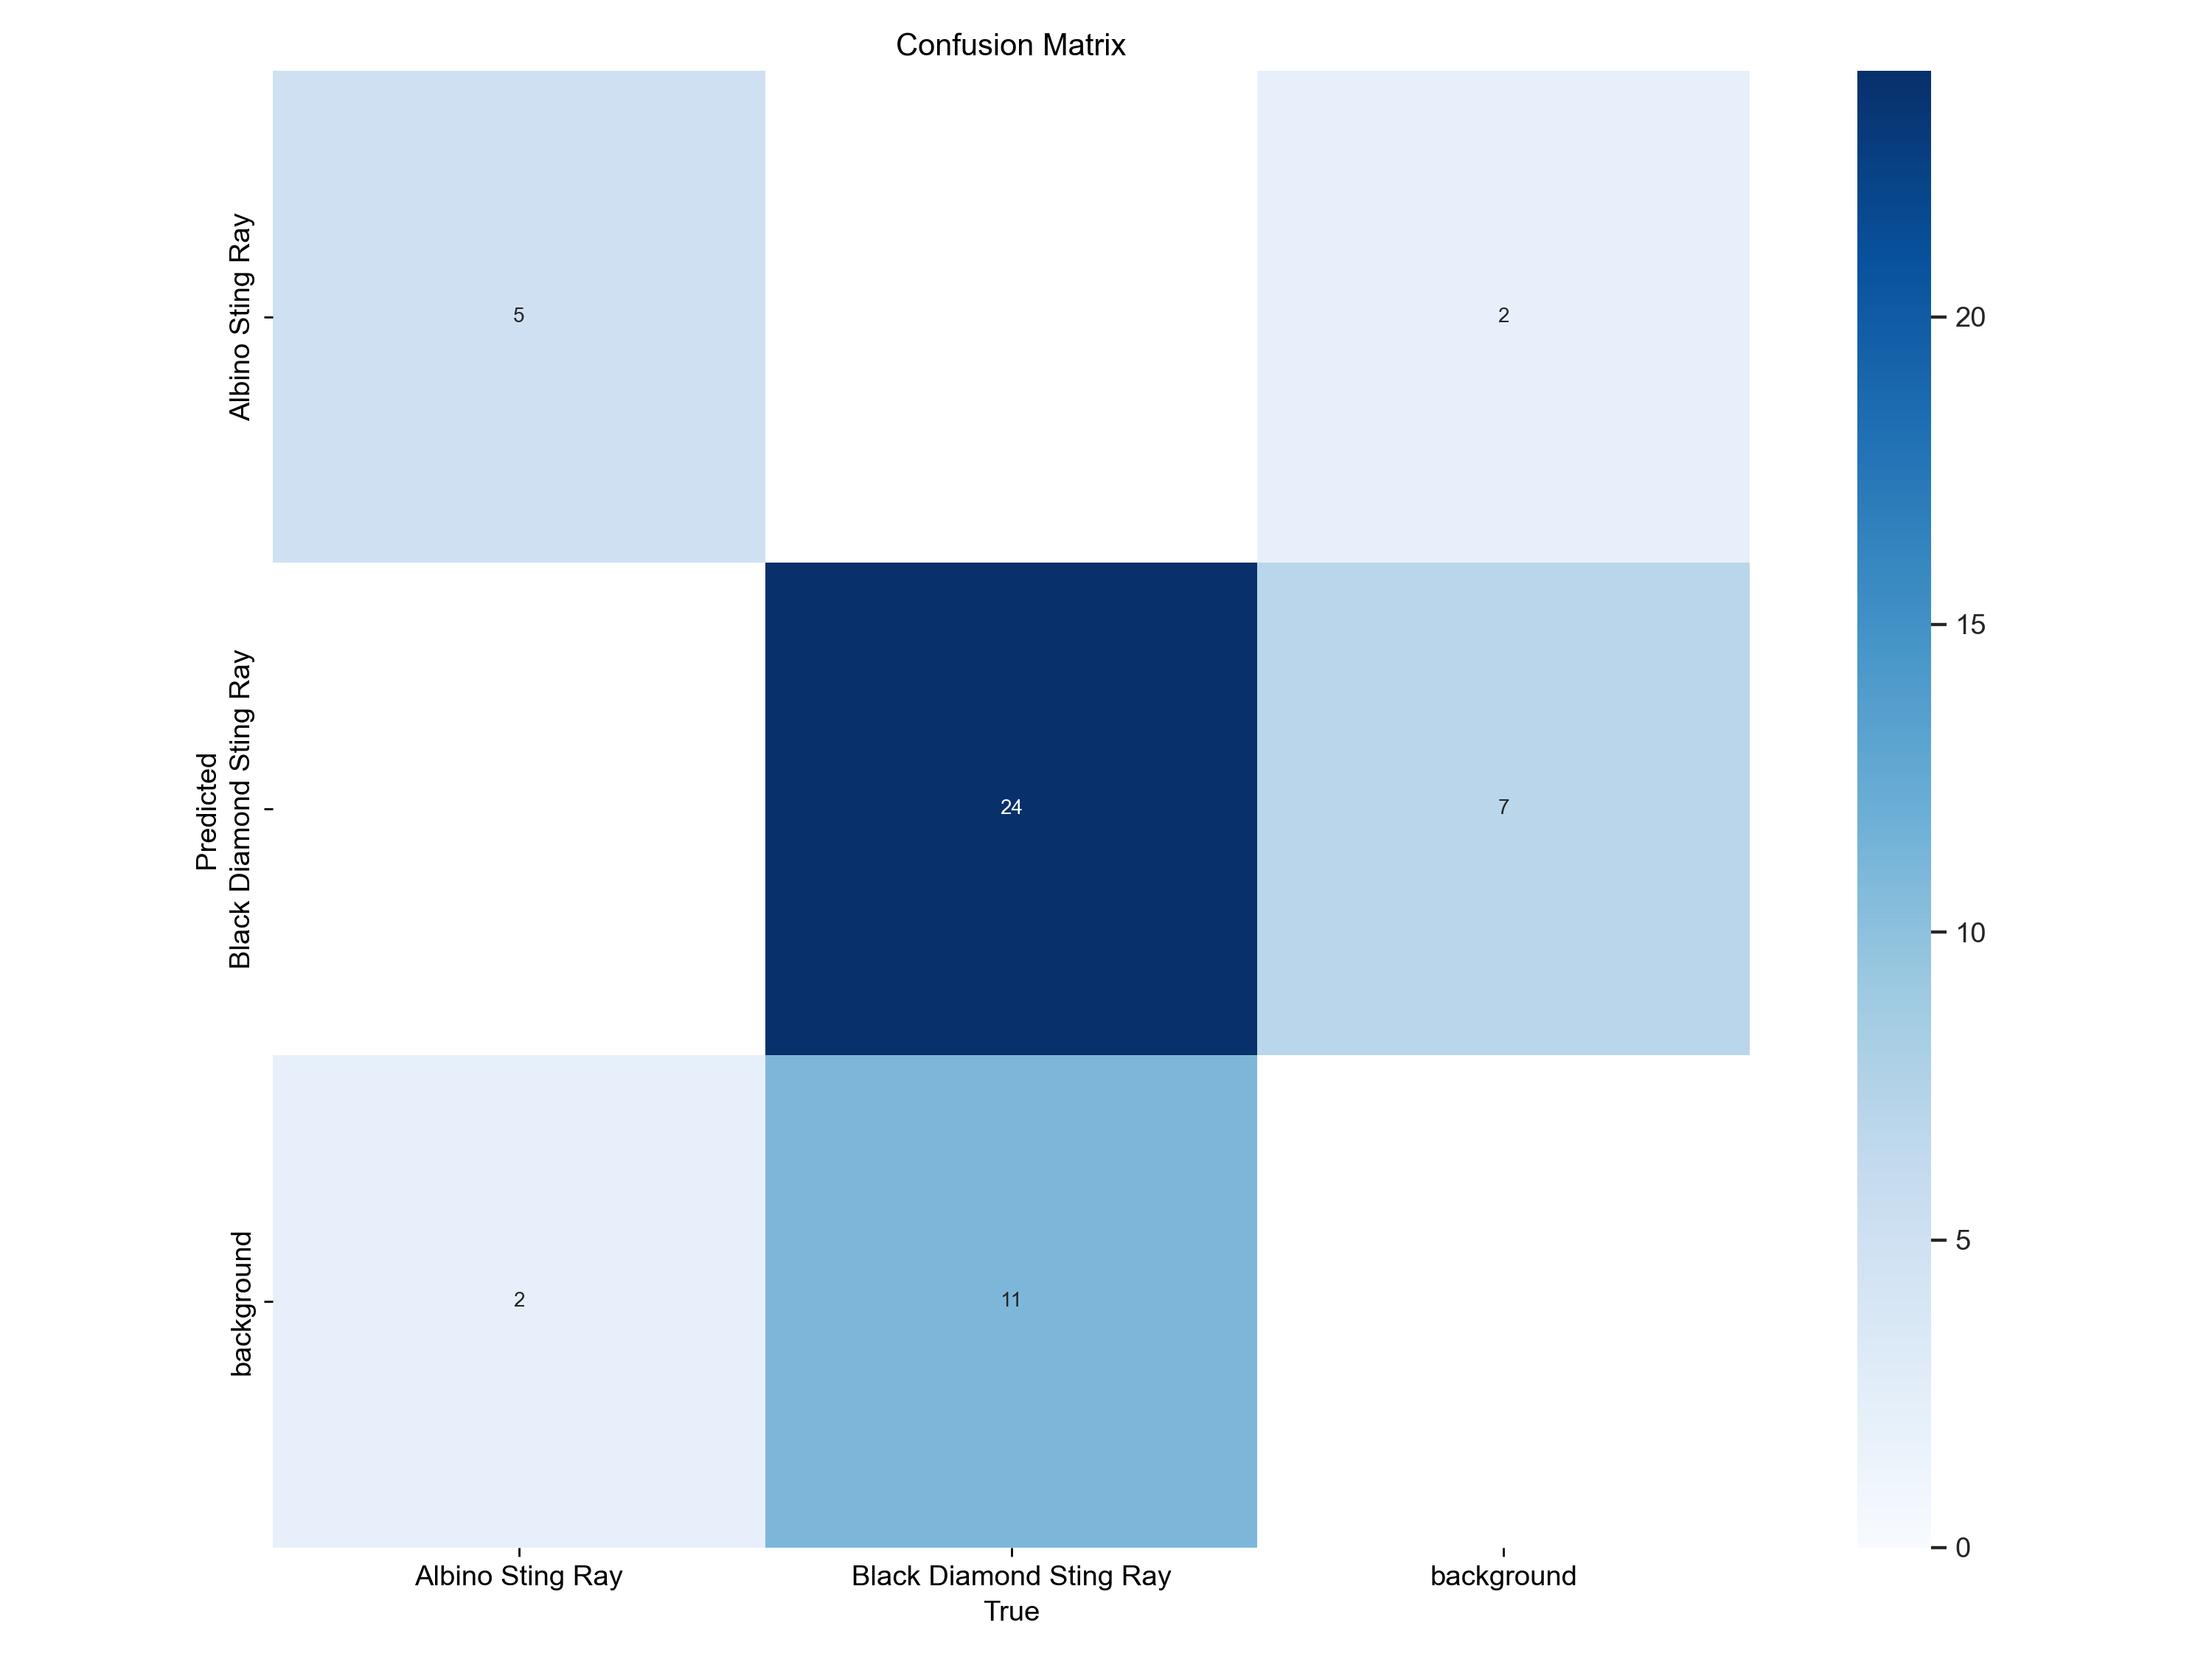 Confusion Matrix
Albino Sting Ray
5
2
20
15
Predicted
Black Diamond Sting Ray
24
7
10
5
background
2
11
0
Albino Sting Ray
Black Diamond Sting Ray
background
True